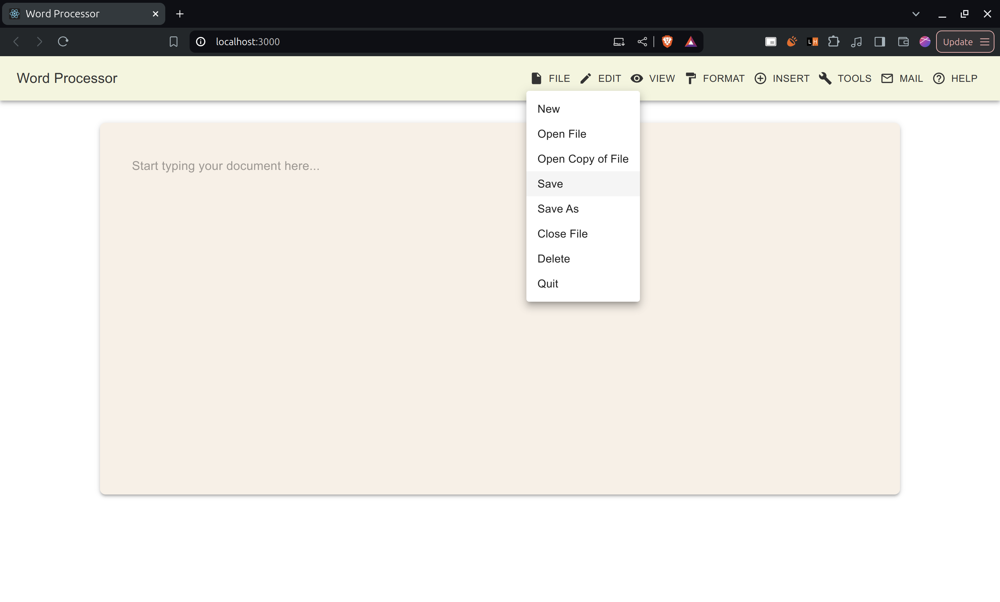 Word Processor
localhost:3000
L H
Update
Word Processor
FILE EDIT VIEW FORMAT INSERT TOOLS MAIL HELP
New
Open File
Open Copy of File
Save
Save As
Close File
Delete
Quit
Start typing your document here...